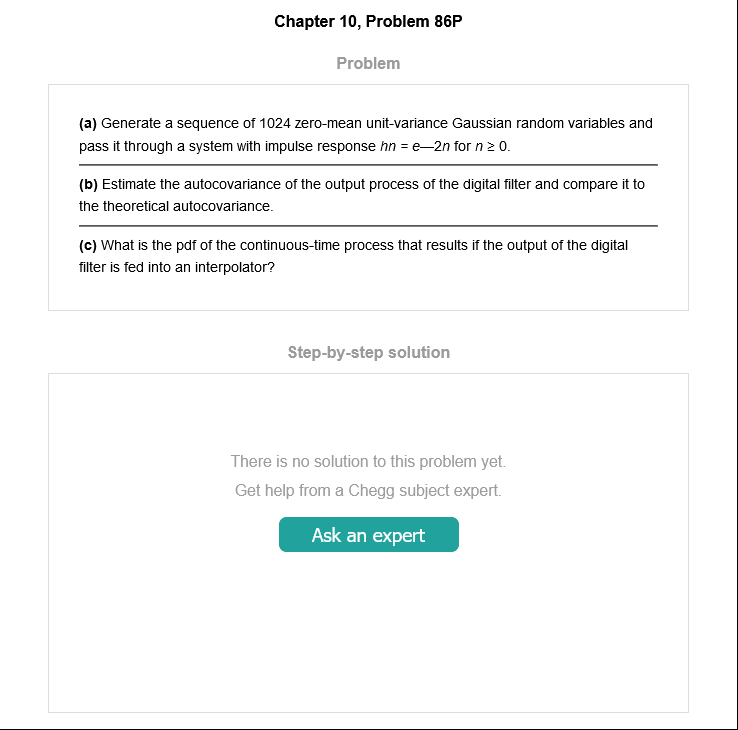 Chapter 10, Problem 86P
Problem
(a) Generate a sequence of 1024 zero-mean unit-variance Gaussian random variables and
pass it through a system with impulse response hn = e—2n for n ≥ 0.
(b) Estimate the autocovariance of the output process of the digital filter and compare it to
the theoretical autocovariance.
(c) What is the pdf of the continuous-time process that results if the output of the digital
filter is fed into an interpolator?
Step-by-step solution
There is no solution to this problem yet.
Get help from a Chegg subject expert.
Ask an expert